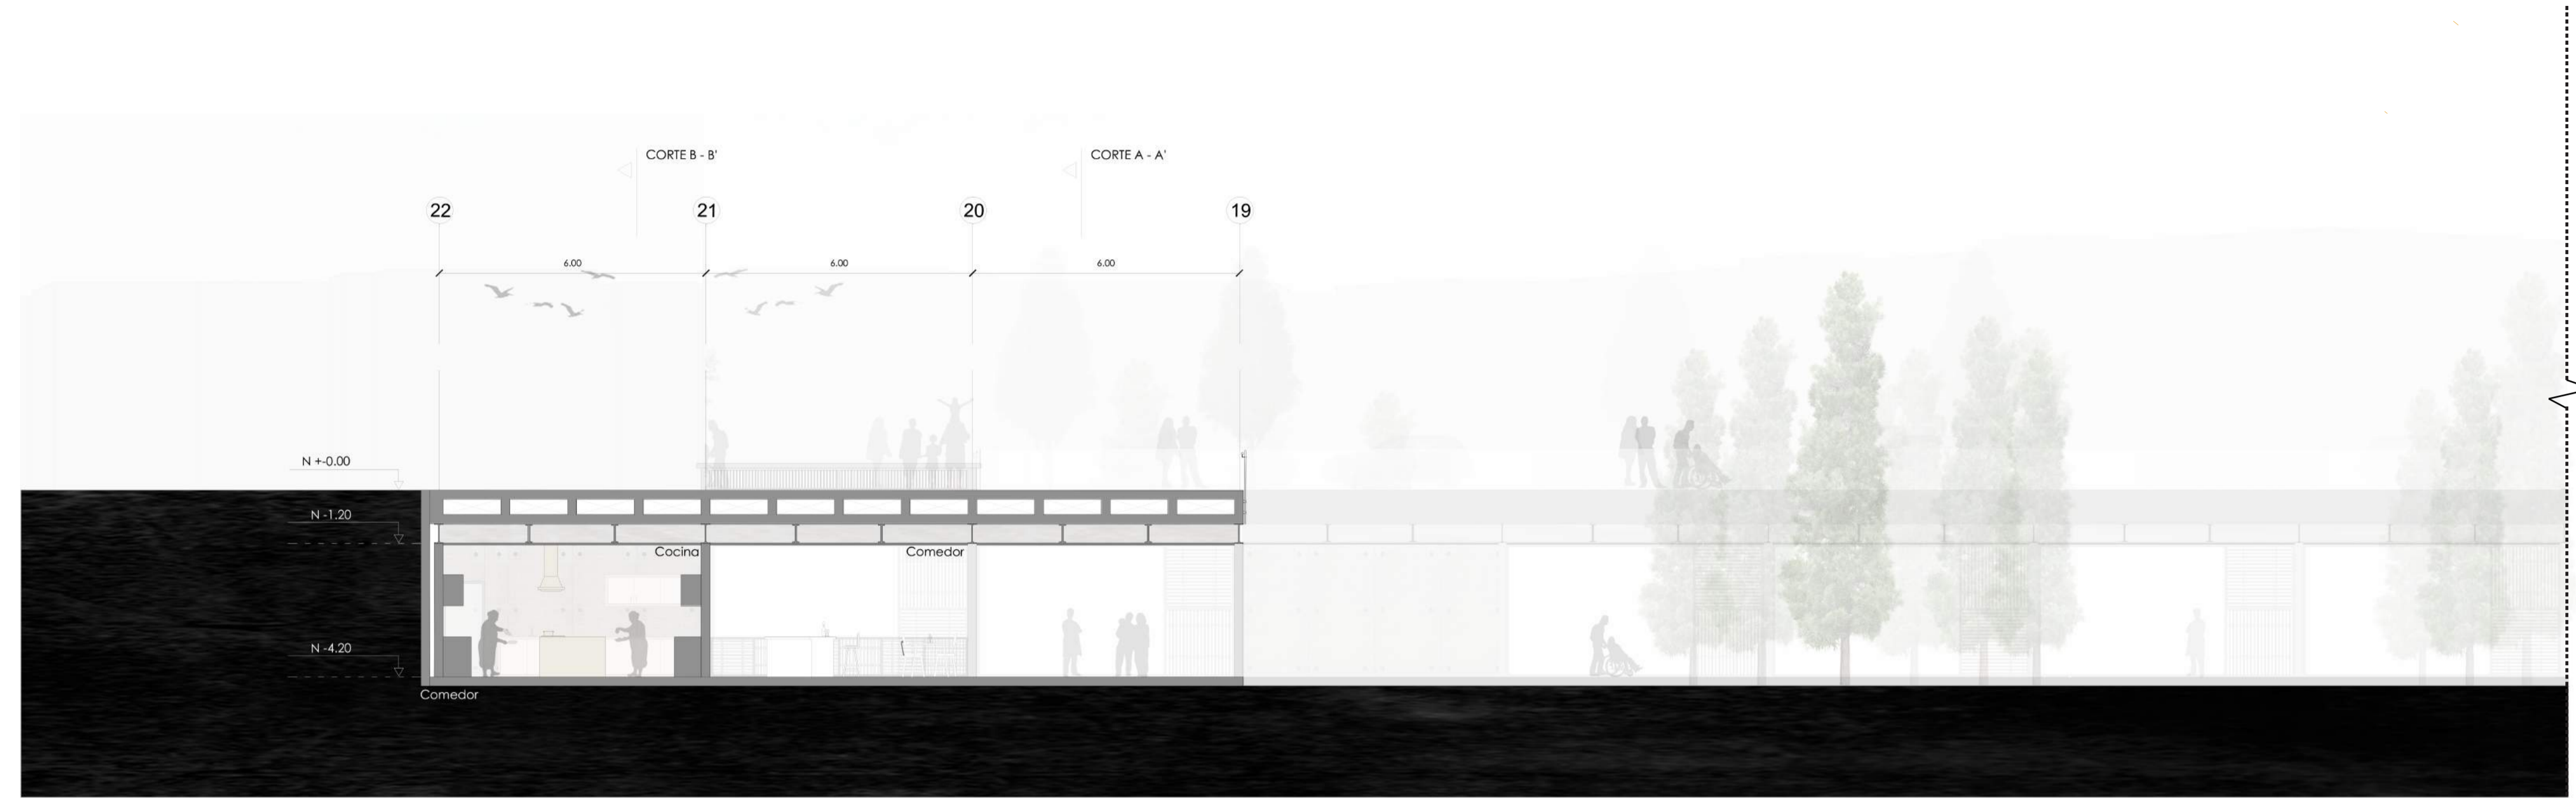 CORTE B - B'
CORTE A - A'
22
21
20
19
6.00
6.00
6.00
N +-0.00
N -1.20
Cocina
Comedor
N -4.20
Comedor